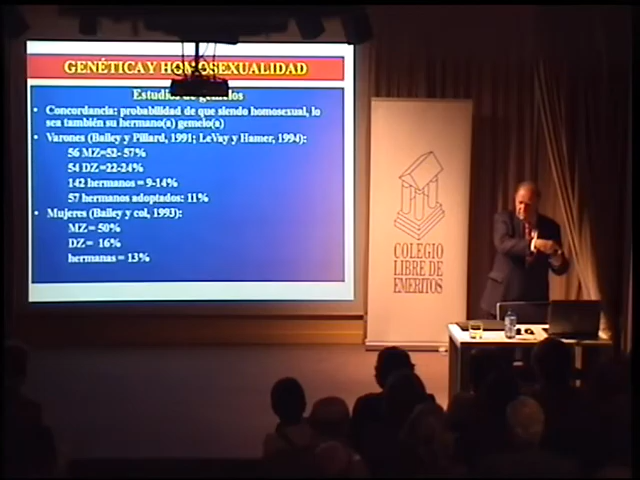 GENÉTICA Y HOMOSEXUALIDAD
Estudios de gemelos
• Concordancia: probabilidad de que siendo homosexual, lo
sea también su hermano(a) gemelo(a)
• Varones (Bailey y Pillard, 1991; LeVay y Hamer, 1994):
56 MZ=52- 57%
54 DZ=22-24%
142 hermanos = 9-14%
57 hermanos adoptados: 11%
• Mujeres (Bailey y col, 1993):
MZ = 50%
DZ = 16%
hermanas = 13%
COLEGIO
LIBRE DE
EMERITOS